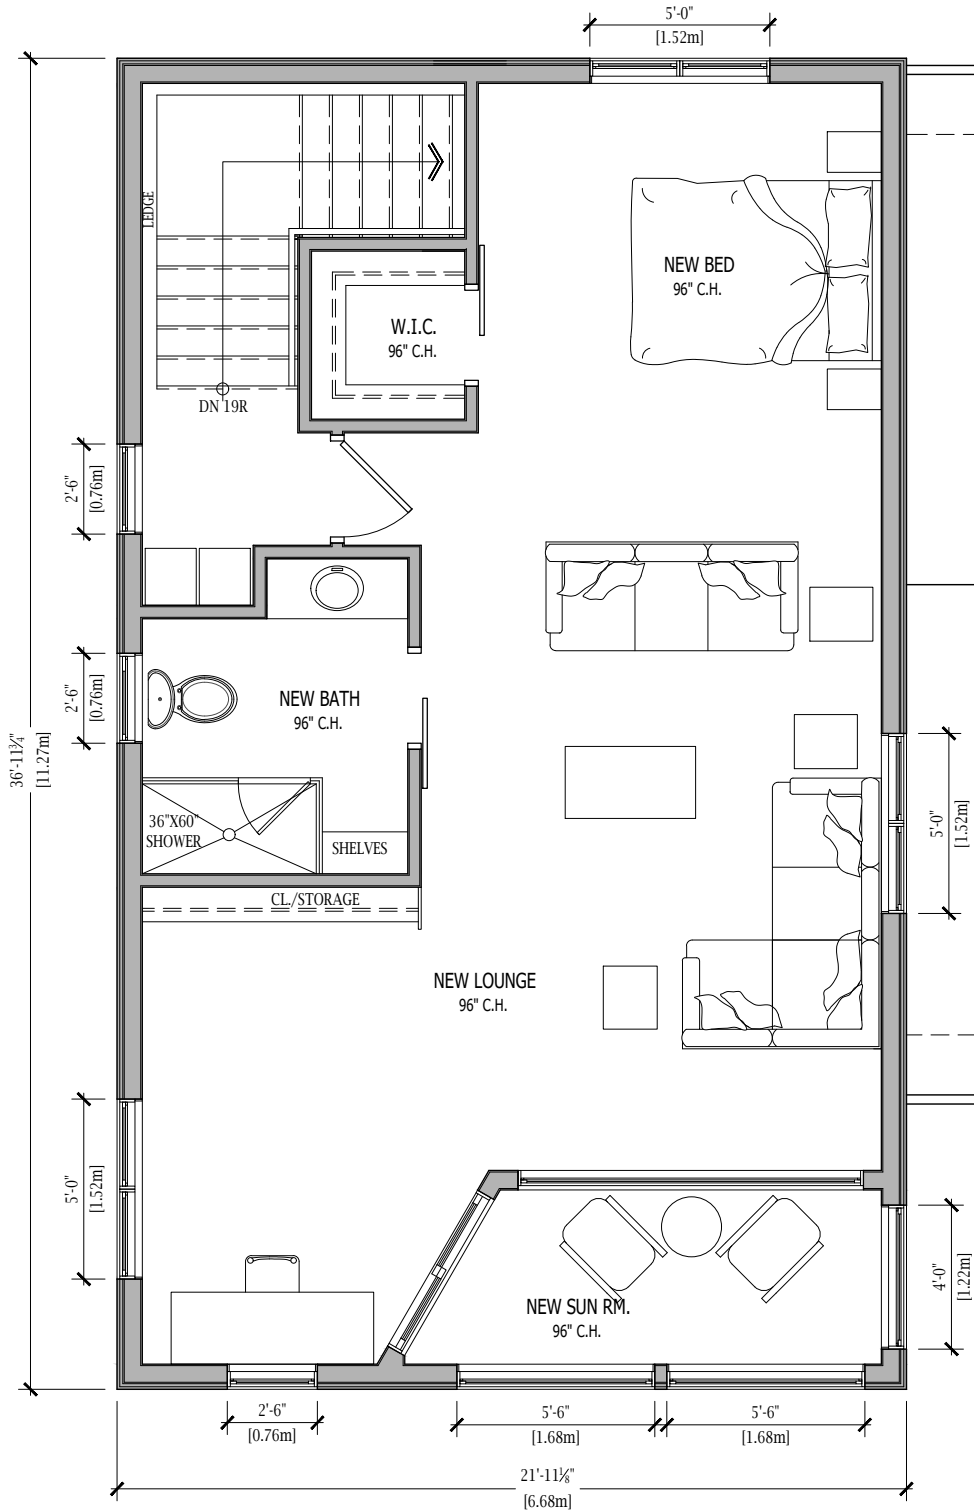 5'-0"
[1.52m]
LEDGE
NEW BED
96" C.H.
W.I.C.
96" C.H.
DN 19R
2'-6"
[0.76m]
2'-6"
[0.76m]
NEW BATH
96" C.H.
36'-11¾"
[11.27m]
36"X60"
SHOWER
SHELVES
5'-0"
[1.52m]
CL./STORAGE
NEW LOUNGE
96" C.H.
5'-0"
[1.52m]
4'-0"
[1.22m]
NEW SUN RM.
96" C.H.
2'-6"
[0.76m]
5'-6"
[1.68m]
5'-6"
[1.68m]
21'-11⅛"
[6.68m]